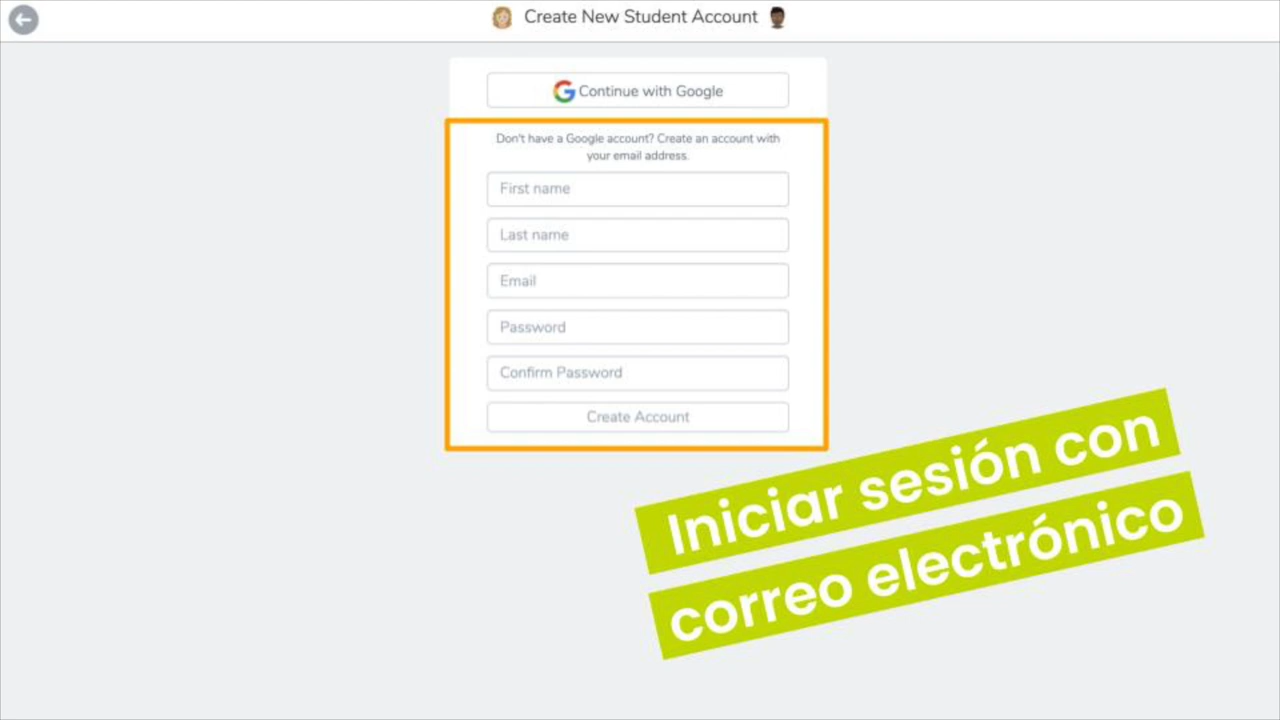 Create New Student Account
Continue with Google
Don't have a Google account? Create an account with
your email address.
First name
Last name
Email
Password
Confirm Password
Create Account
Iniciar sesión con
correo electrónico